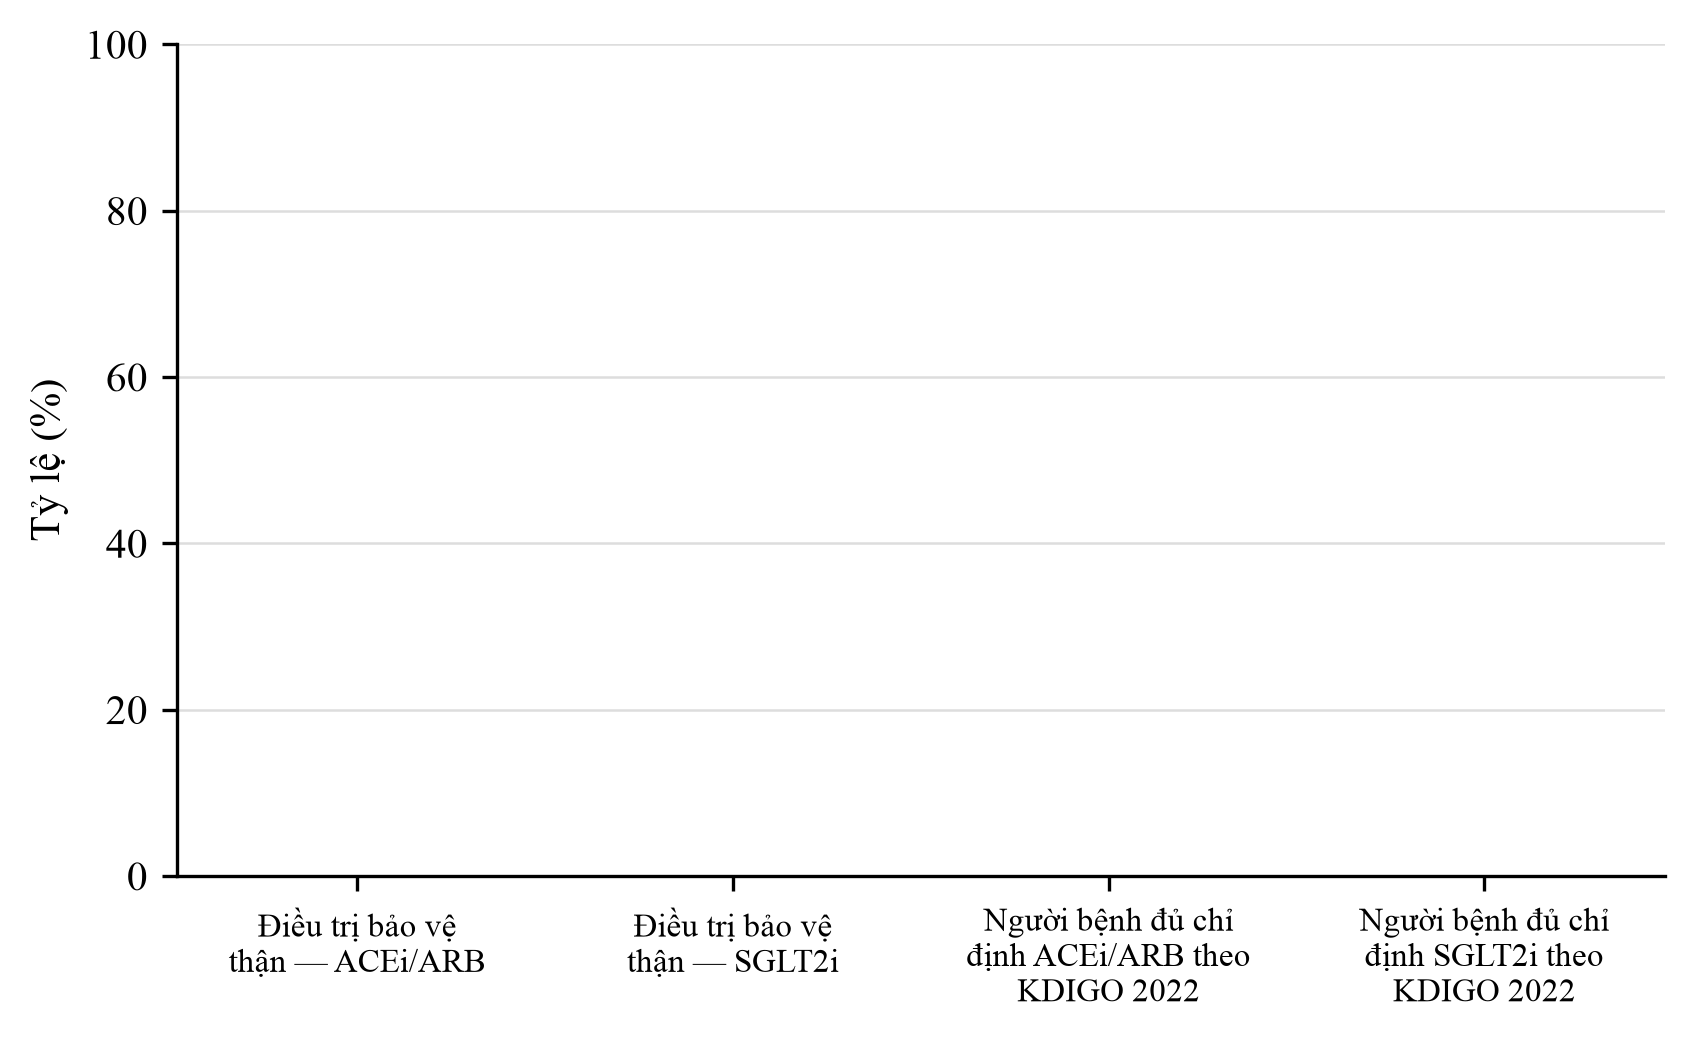 100
80
60
40
20
0
Tỷ lệ (%)
Điều trị bảo vệ
thận — ACEi/ARB
Điều trị bảo vệ
thận — SGLT2i
Người bệnh đủ chỉ
định ACEi/ARB theo
KDIGO 2022
Người bệnh đủ chỉ
định SGLT2i theo
KDIGO 2022